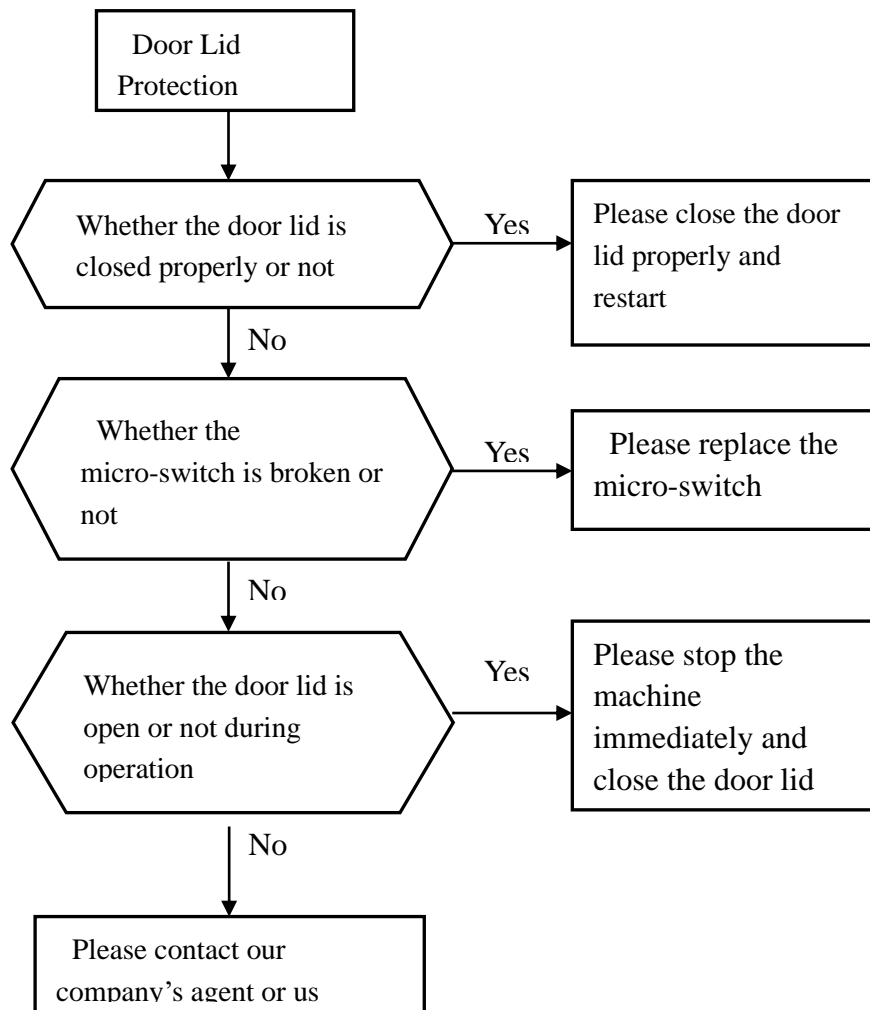 Door Lid
Protection
Whether the door lid is
closed properly or not
Yes
Please close the door
lid properly and
restart
No
Whether the
micro-switch is broken or
not
Yes
Please replace the
micro-switch
No
Whether the door lid is
open or not during
operation
Yes
Please stop the
machine
immediately and
close the door lid
No
Please contact our
company's agent or us